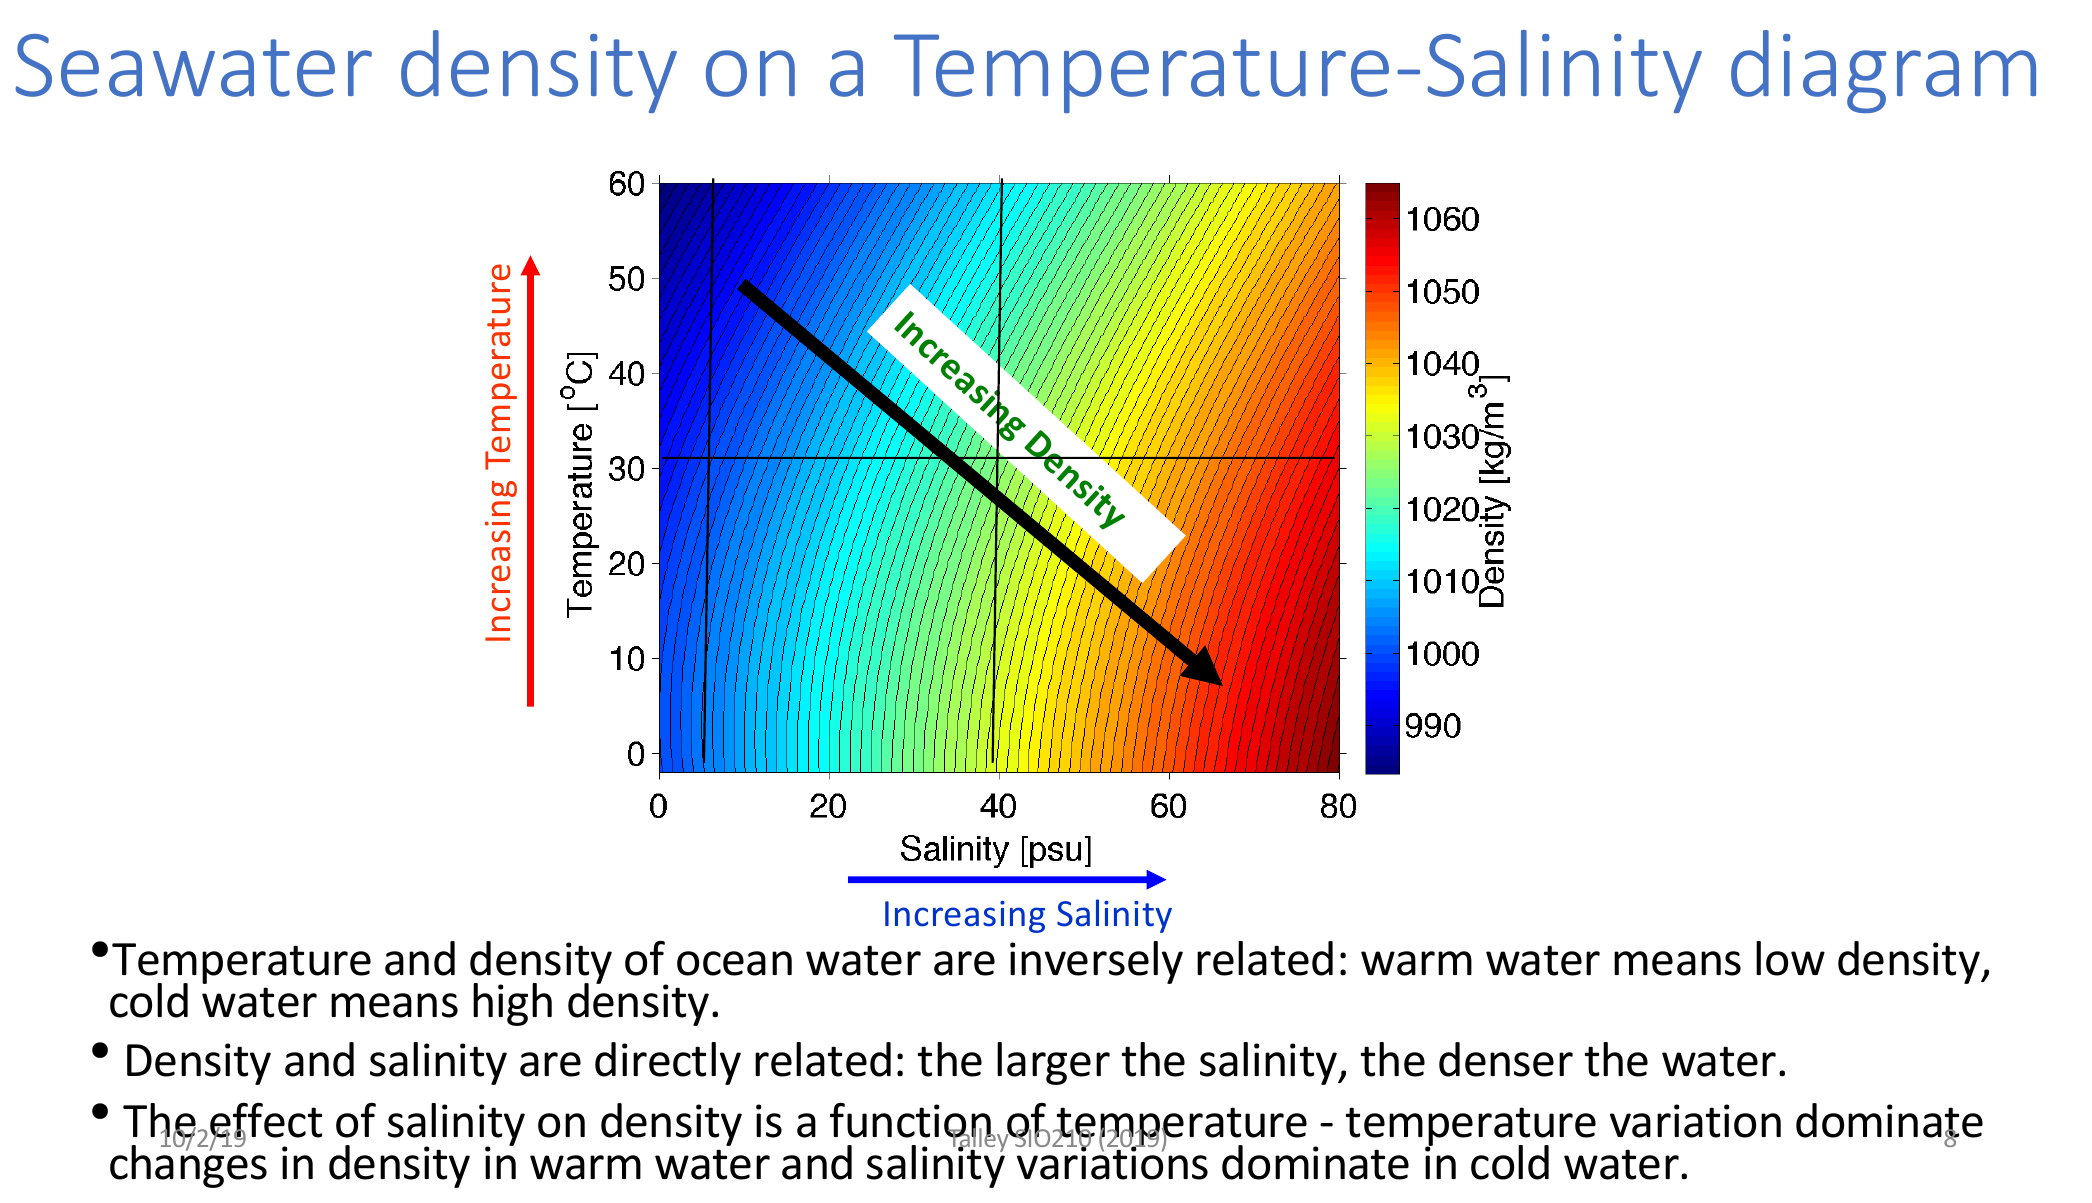 Seawater density on a Temperature-Salinity diagram
60
50
40
30
20
10
0
Temperature [°C]
Increasing Temperature
Increasing Density
0 20 40 60 80
Salinity [psu]
Increasing Salinity
1060
1050
1040
1030
1020
1010
1000
990
Density [kg/m³]
•Temperature and density of ocean water are inversely related: warm water means low density,
cold water means high density.
• Density and salinity are directly related: the larger the salinity, the denser the water.
• The effect of salinity on density is a function of temperature - temperature variation dominate
changes in density in warm water and salinity variations dominate in cold water.
10/2/19 Talley SIO210 (2019) 8